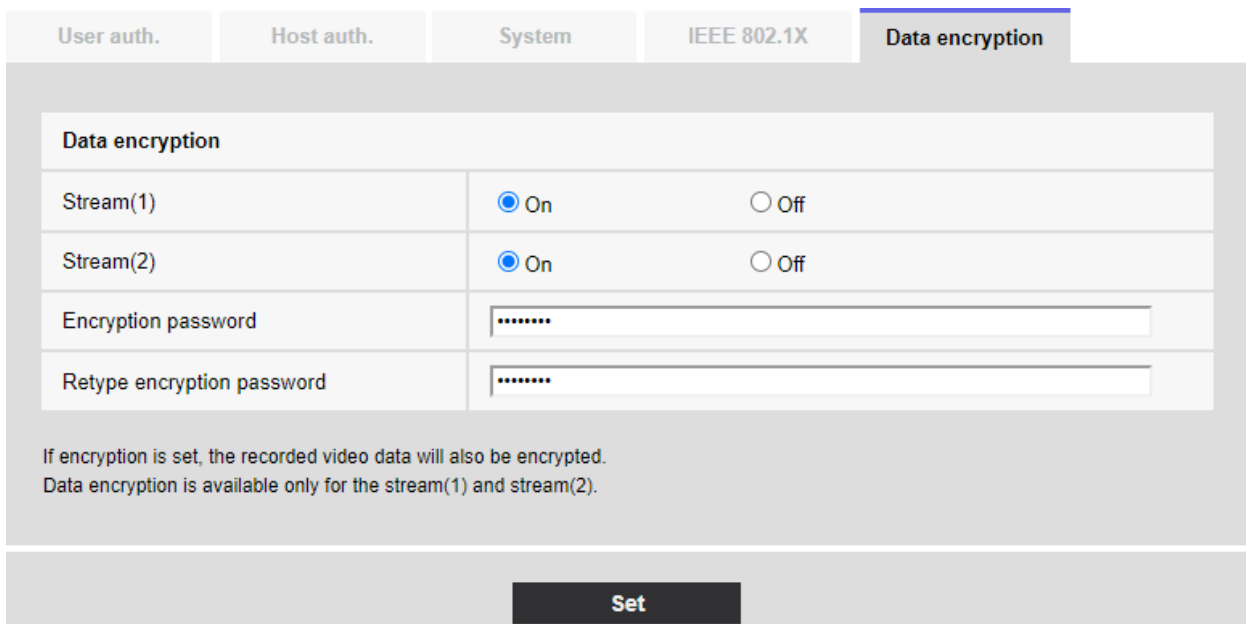 User auth. Host auth. System IEEE 802.1X Data encryption
Data encryption
Stream(1) On Off
Stream(2) On Off
Encryption password ••••••••
Retype encryption password ••••••••
If encryption is set, the recorded video data will also be encrypted.
Data encryption is available only for the stream(1) and stream(2).
Set